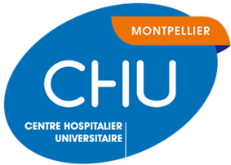 MONTPELLIER
CHU
CENTRE HOSPITALIER
UNIVERSITAIRE